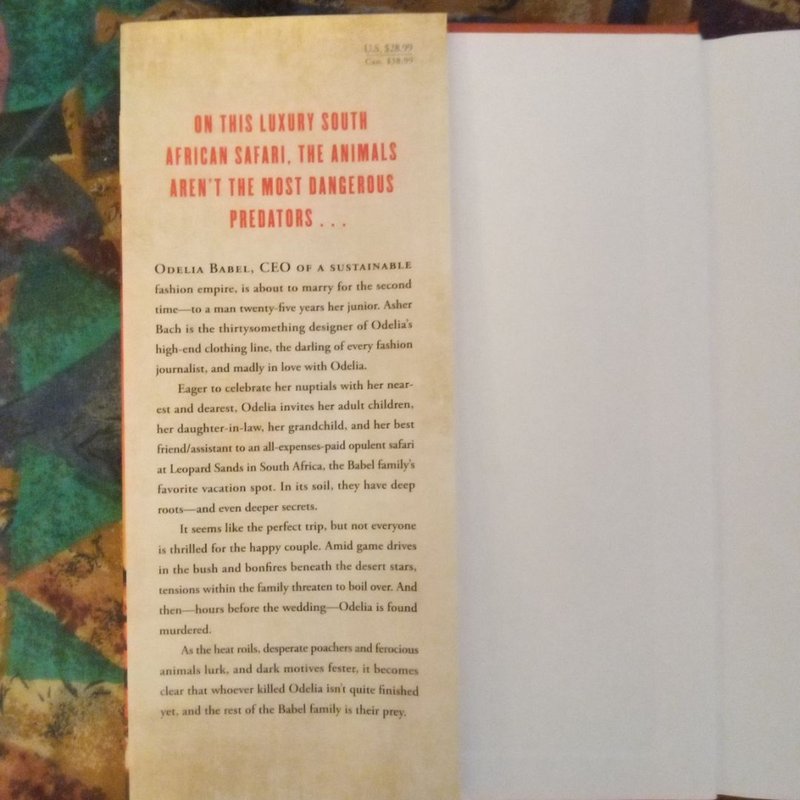 U.S. $28.99
Can. $38.99
ON THIS LUXURY SOUTH
AFRICAN SAFARI, THE ANIMALS
AREN'T THE MOST DANGEROUS
PREDATORS . . .
ODELIA BABEL, CEO OF A SUSTAINABLE
fashion empire, is about to marry for the second
time—to a man twenty-five years her junior. Asher
Bach is the thirtysomething designer of Odelia's
high-end clothing line, the darling of every fashion
journalist, and madly in love with Odelia.
Eager to celebrate her nuptials with her near-
est and dearest, Odelia invites her adult children,
her daughter-in-law, her grandchild, and her best
friend/assistant to an all-expenses-paid opulent safari
at Leopard Sands in South Africa, the Babel family's
favorite vacation spot. In its soil, they have deep
roots—and even deeper secrets.
It seems like the perfect trip, but not everyone
is thrilled for the happy couple. Amid game drives
in the bush and bonfires beneath the desert stars,
tensions within the family threaten to boil over. And
then—hours before the wedding—Odelia is found
murdered.
As the heat roils, desperate poachers and ferocious
animals lurk, and dark motives fester, it becomes
clear that whoever killed Odelia isn't quite finished
yet, and the rest of the Babel family is their prey.